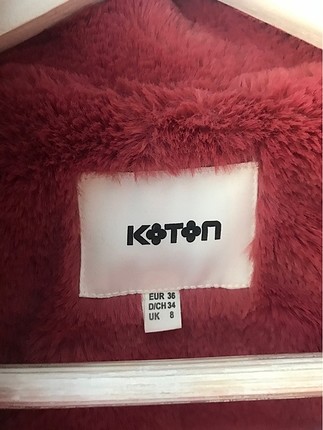 KOTON
EUR 36
D/CH 34
UK 8